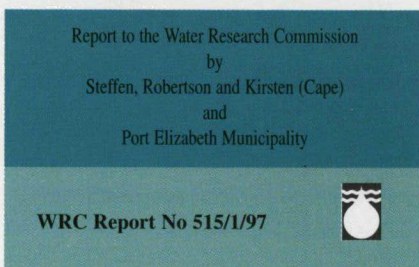 Report to the Water Research Commission
by
Steffen, Robertson and Kirsten (Cape)
and
Port Elizabeth Municipality
WRC Report No 515/1/97